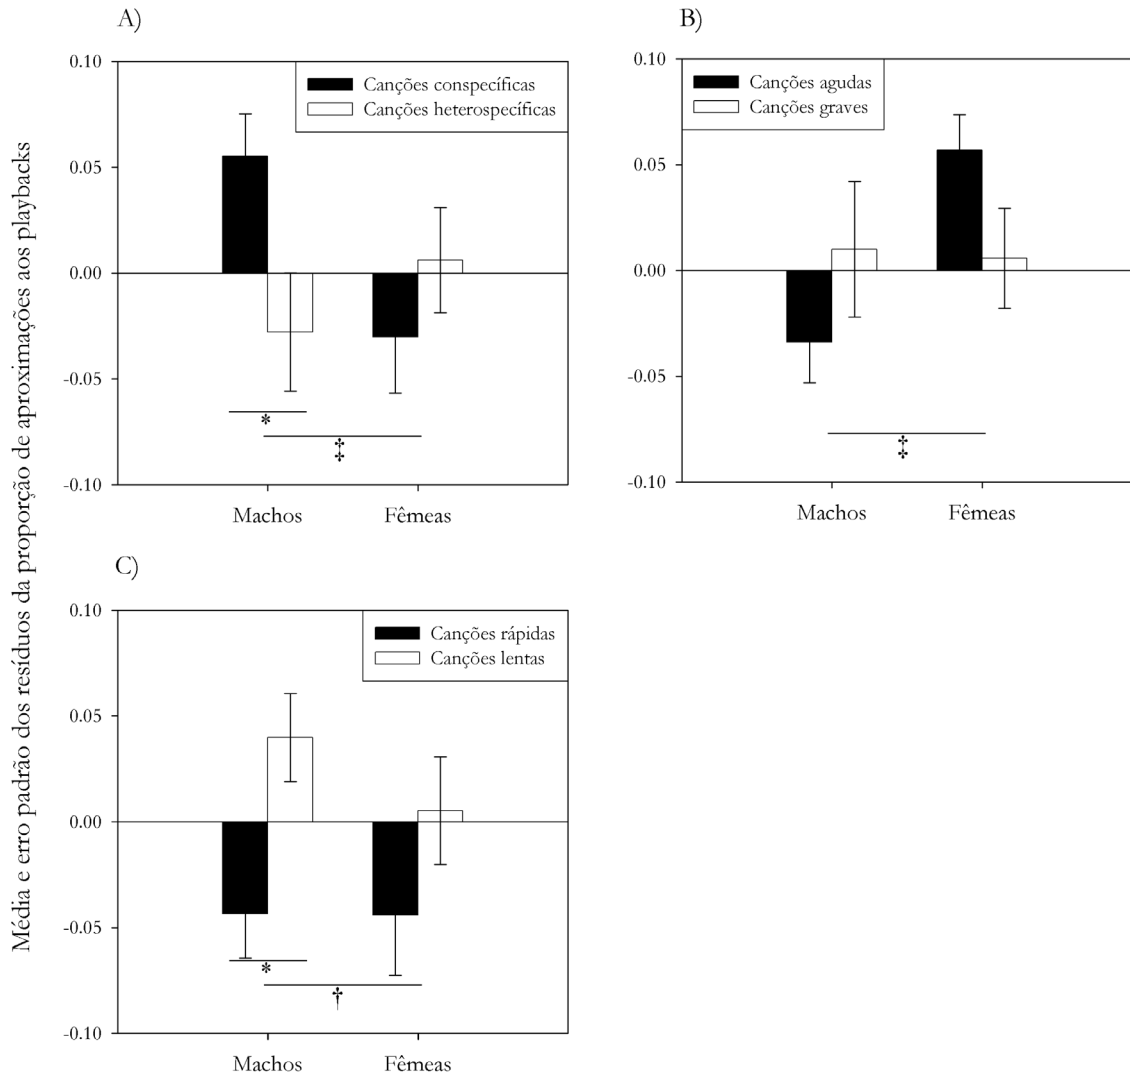 Média e erro padrão dos resíduos da proporção de aproximações aos playbacks
A)
0.10
0.05
0.00
-0.05
-0.10
Canções conspecíficas
Canções heterospecíficas
*
‡
Machos Fêmeas
B)
0.10
0.05
0.00
-0.05
-0.10
Canções agudas
Canções graves
‡
Machos Fêmeas
C)
0.10
0.05
0.00
-0.05
-0.10
Canções rápidas
Canções lentas
*
†
Machos Fêmeas